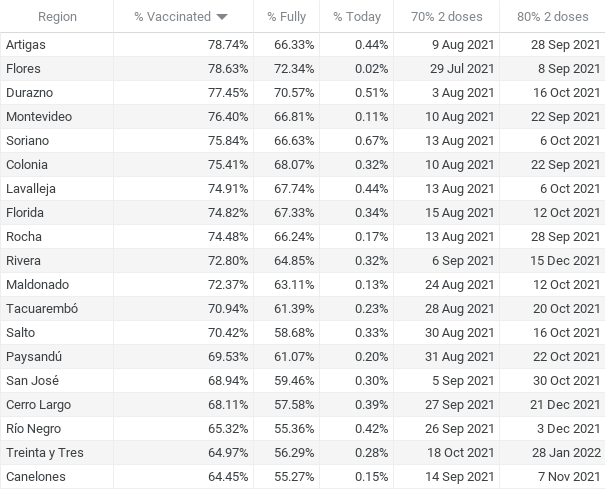 Region % Vaccinated % Fully % Today 70% 2 doses 80% 2 doses
Artigas 78.74% 66.33% 0.44% 9 Aug 2021 28 Sep 2021
Flores 78.63% 72.34% 0.02% 29 Jul 2021 8 Sep 2021
Durazno 77.45% 70.57% 0.51% 3 Aug 2021 16 Oct 2021
Montevideo 76.40% 66.81% 0.11% 10 Aug 2021 22 Sep 2021
Soriano 75.84% 66.63% 0.67% 13 Aug 2021 6 Oct 2021
Colonia 75.41% 68.07% 0.32% 10 Aug 2021 22 Sep 2021
Lavalleja 74.91% 67.74% 0.44% 13 Aug 2021 6 Oct 2021
Florida 74.82% 67.33% 0.34% 15 Aug 2021 12 Oct 2021
Rocha 74.48% 66.24% 0.17% 13 Aug 2021 28 Sep 2021
Rivera 72.80% 64.85% 0.32% 6 Sep 2021 15 Dec 2021
Maldonado 72.37% 63.11% 0.13% 24 Aug 2021 12 Oct 2021
Tacuarembó 70.94% 61.39% 0.23% 28 Aug 2021 20 Oct 2021
Salto 70.42% 58.68% 0.33% 30 Aug 2021 16 Oct 2021
Paysandú 69.53% 61.07% 0.20% 31 Aug 2021 22 Oct 2021
San José 68.94% 59.46% 0.30% 5 Sep 2021 30 Oct 2021
Cerro Largo 68.11% 57.58% 0.39% 27 Sep 2021 21 Dec 2021
Río Negro 65.32% 55.36% 0.42% 26 Sep 2021 3 Dec 2021
Treinta y Tres 64.97% 56.29% 0.28% 18 Oct 2021 28 Jan 2022
Canelones 64.45% 55.27% 0.15% 14 Sep 2021 7 Nov 2021